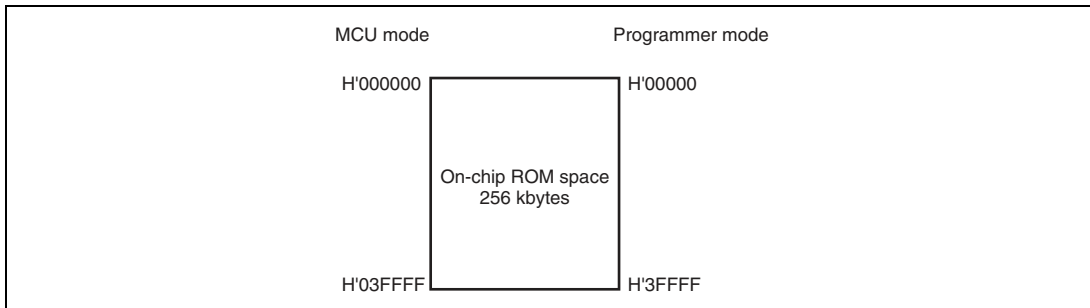 MCU mode
Programmer mode
H'000000
H'00000
On-chip ROM space
256 kbytes
H'03FFFF
H'3FFFF